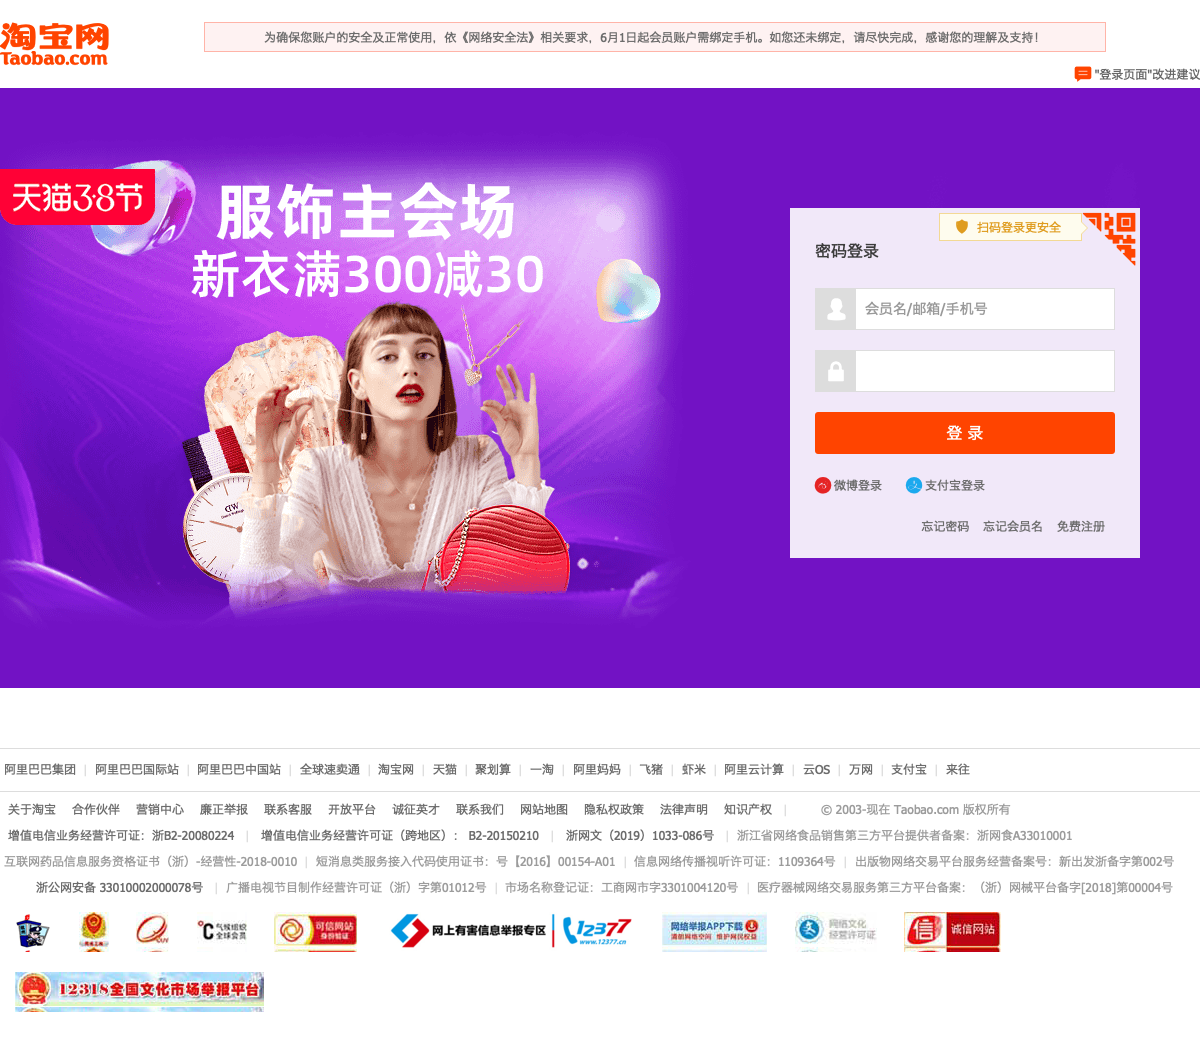 淘宝网
Taobao.com
为确保您账户的安全及正常使用，依《网络安全法》相关要求，6月1日起会员账户需绑定手机。如您还未绑定，请尽快完成，感谢您的理解及支持！
"登录页面"改进建议
天猫3·8节
服饰主会场
新衣满300减30
DW
扫码登录更安全
密码登录
会员名/邮箱/手机号
登 录
微博登录 支付宝登录
忘记密码 忘记会员名 免费注册
阿里巴巴集团 | 阿里巴巴国际站 | 阿里巴巴中国站 | 全球速卖通 | 淘宝网 | 天猫 | 聚划算 | 一淘 | 阿里妈妈 | 飞猪 | 虾米 | 阿里云计算 | 云OS | 万网 | 支付宝 | 来往
关于淘宝 合作伙伴 营销中心 廉正举报 联系客服 开放平台 诚征英才 联系我们 网站地图 隐私权政策 法律声明 知识产权 | © 2003-现在 Taobao.com 版权所有
增值电信业务经营许可证：浙B2-20080224 | 增值电信业务经营许可证（跨地区）： B2-20150210 | 浙网文（2019）1033-086号 | 浙江省网络食品销售第三方平台提供者备案：浙网食A33010001
互联网药品信息服务资格证书（浙）-经营性-2018-0010 | 短消息类服务接入代码使用证书：号【2016】00154-A01 | 信息网络传播视听许可证：1109364号 | 出版物网络交易平台服务经营备案号：新出发浙备字第002号
浙公网安备 33010002000078号 | 广播电视节目制作经营许可证（浙）字第01012号 | 市场名称登记证：工商网市字3301004120号 | 医疗器械网络交易服务第三方平台备案：（浙）网械平台备字[2018]第00004号
°C 气候组织
全球会员
可信网站
身份验证
网上有害信息举报专区
12377
www.12377.cn
网络举报APP下载
清朗网络空间 维护网民权益
网络文化
经营许可证
信 诚信网站
12318全国文化市场举报平台